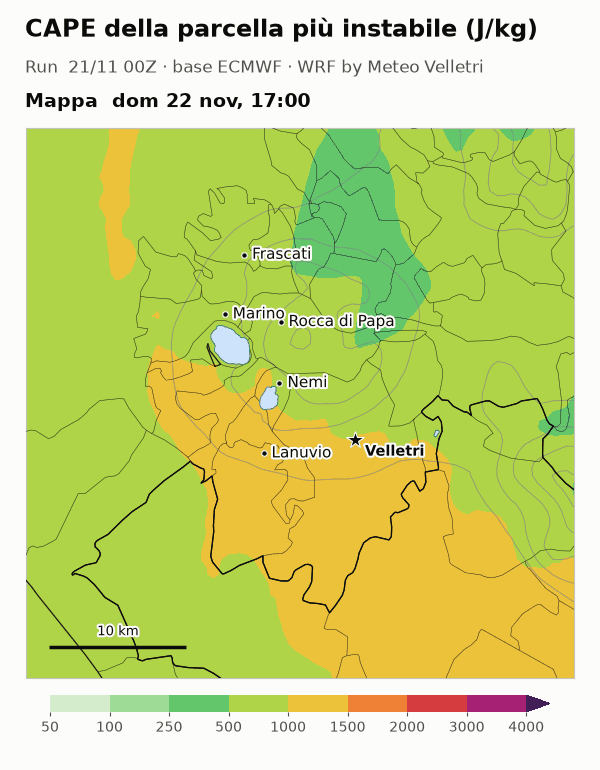 CAPE della parcella più instabile (J/kg)
Run  21/11 00Z · base ECMWF · WRF by Meteo Velletri
Mappa  dom 22 nov, 17:00
Frascati
Marino
Rocca di Papa
Nemi
Velletri
Lanuvio
10 km
50 100 250 500 1000 1500 2000 3000 4000